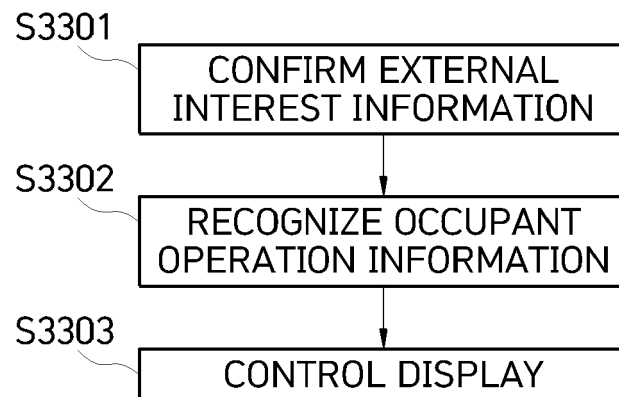 S3301
CONFIRM EXTERNAL
INTEREST INFORMATION
S3302
RECOGNIZE OCCUPANT
OPERATION INFORMATION
S3303
CONTROL DISPLAY